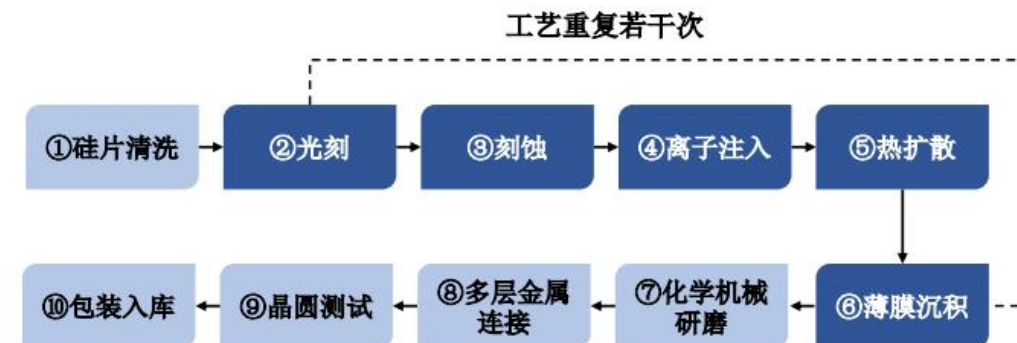 工艺重复若干次
①硅片清洗
②光刻
③刻蚀
④离子注入
⑤热扩散
⑩包装入库
⑨晶圆测试
⑧多层金属
连接
⑦化学机械
研磨
⑥薄膜沉积